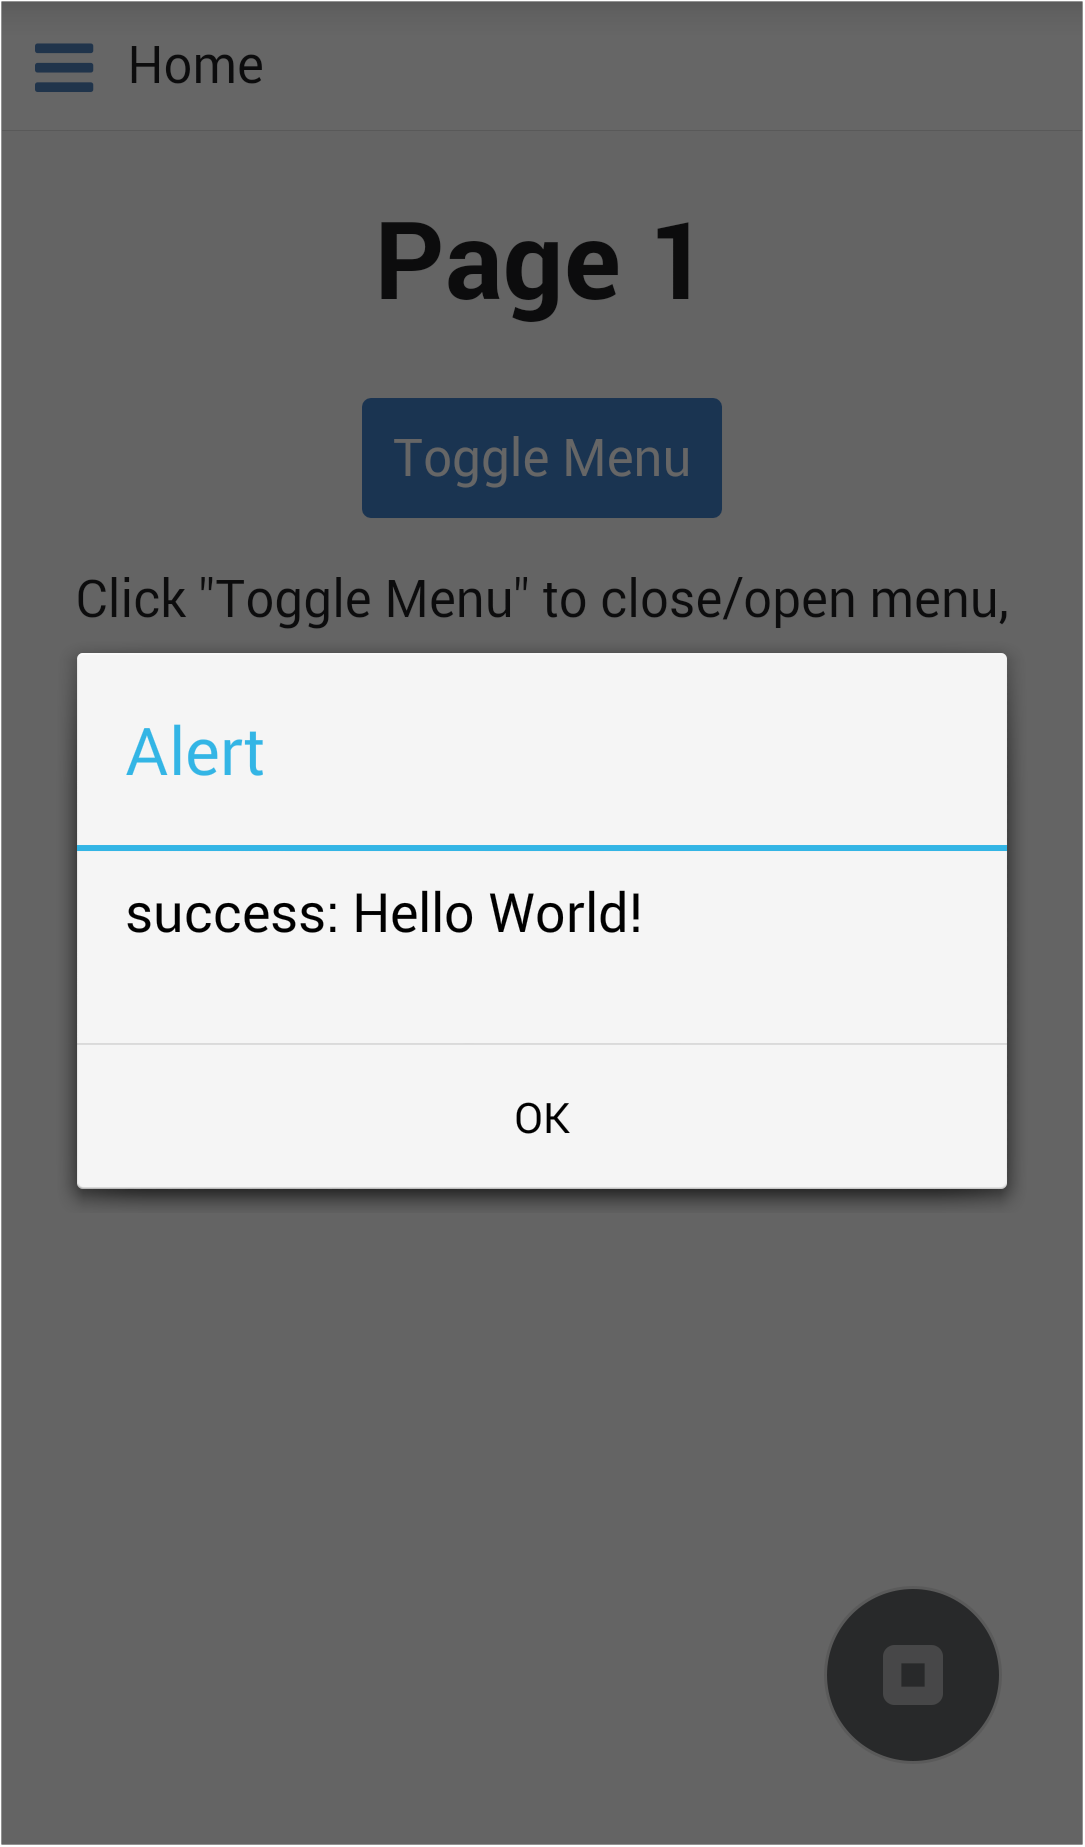 Home
Page 1
Toggle Menu
Click "Toggle Menu" to close/open menu,
Alert
success: Hello World!
OK